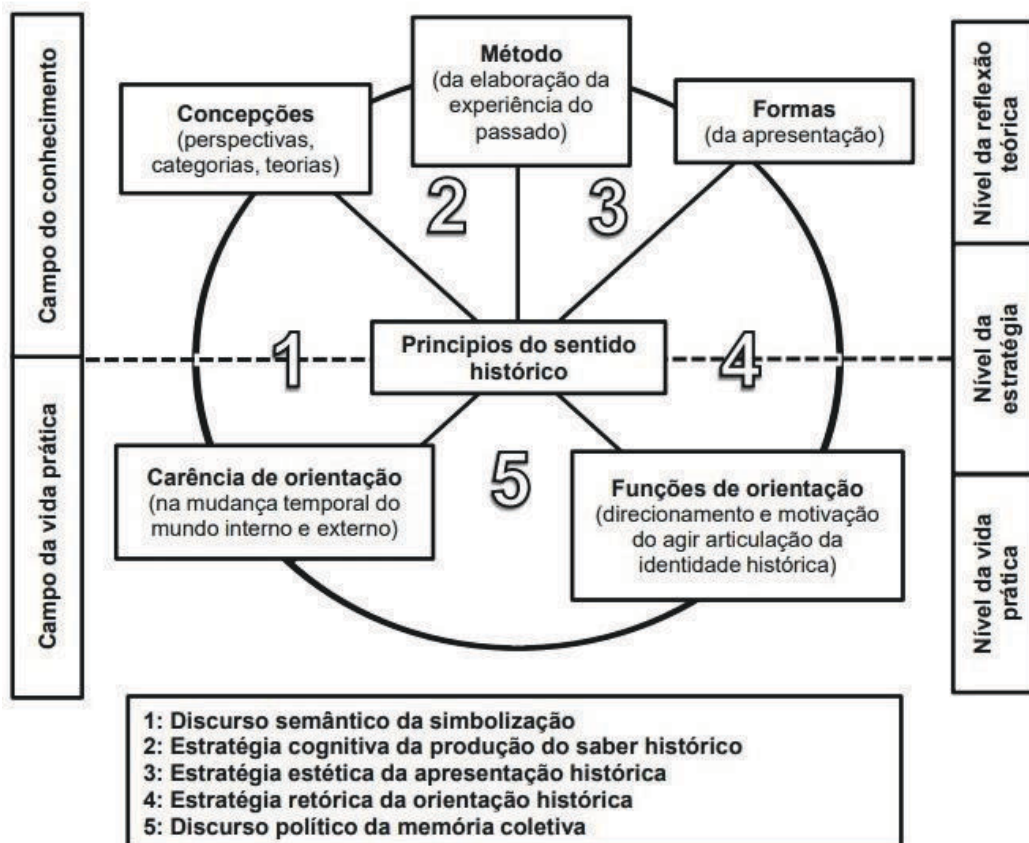 Campo do conhecimento
Campo da vida prática
Concepções
(perspectivas,
categorias, teorias)
Método
(da elaboração da
experiência do
passado)
Formas
(da apresentação)
2
3
1
Principios do sentido
histórico
4
Carência de orientação
(na mudança temporal do
mundo interno e externo)
5
Funções de orientação
(direcionamento e motivação
do agir articulação da
identidade histórica)
Nível da reflexão
teórica
Nível da
estratégia
Nível da vida
prática
1: Discurso semântico da simbolização
2: Estratégia cognitiva da produção do saber histórico
3: Estratégia estética da apresentação histórica
4: Estratégia retórica da orientação histórica
5: Discurso político da memória coletiva